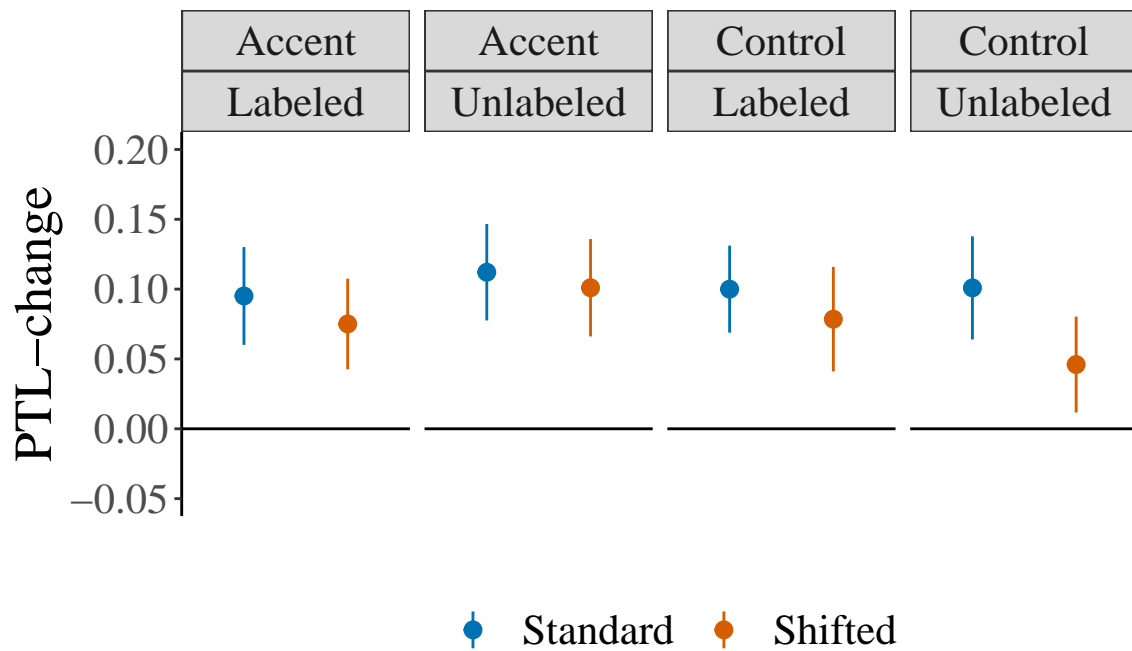 Accent Accent Control Control
Labeled Unlabeled Labeled Unlabeled
0.20
0.15
0.10
0.05
0.00
−0.05
PTL−change
Standard Shifted